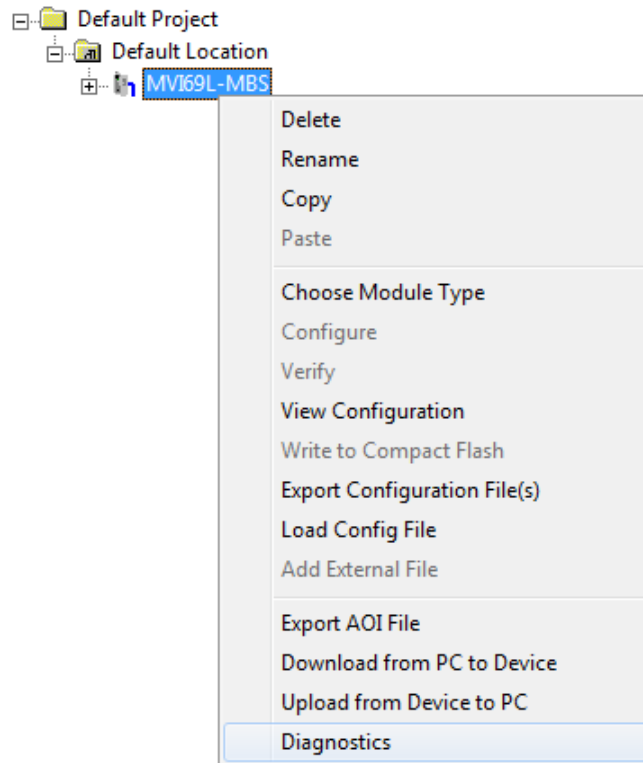 Default Project
Default Location
MVI69L-MBS
Delete
Rename
Copy
Paste
Choose Module Type
Configure
Verify
View Configuration
Write to Compact Flash
Export Configuration File(s)
Load Config File
Add External File
Export AOI File
Download from PC to Device
Upload from Device to PC
Diagnostics